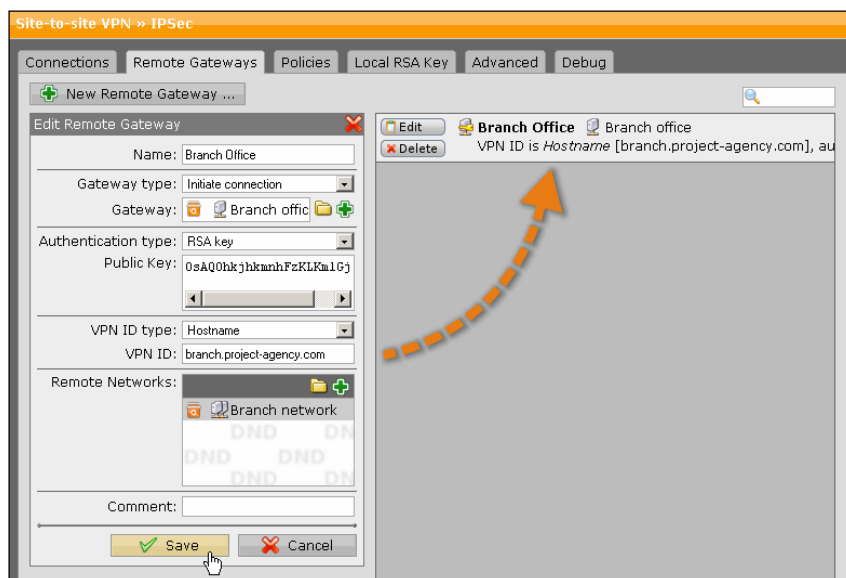 Site-to-site VPN » IPSec
Connections Remote Gateways Policies Local RSA Key Advanced Debug
New Remote Gateway ...
Edit Remote Gateway
Name: Branch Office
Gateway type: Initiate connection
Gateway: Branch offic
Authentication type: RSA key
Public Key: 0sAQOhkjhkmnhFzKLKmlGj
VPN ID type: Hostname
VPN ID: branch.project-agency.com
Remote Networks:
Branch network
DND DN
DND DND
DND DN
Comment:
Save Cancel
Edit Branch Office Branch office
Delete VPN ID is Hostname [branch.project-agency.com], au